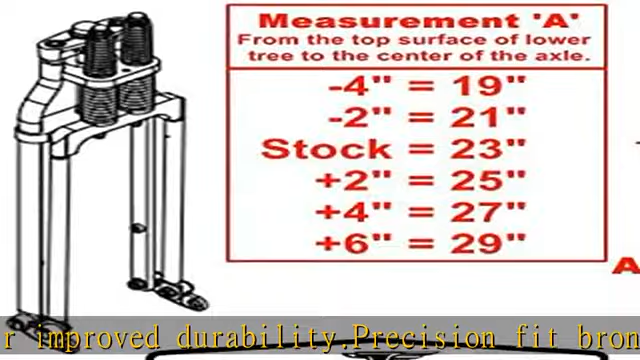 Measurement 'A'
From the top surface of lower
tree to the center of the axle.
-4" = 19"
-2" = 21"
Stock = 23"
+2" = 25"
+4" = 27"
+6" = 29"
A
r improved durability.Precision fit bron